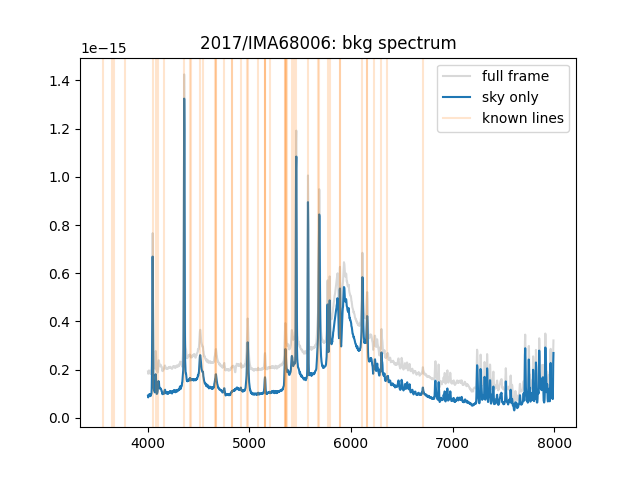 2017/IMA68006: bkg spectrum
1e−15
full frame
sky only
known lines
1.4
1.2
1.0
0.8
0.6
0.4
0.2
0.0
4000 5000 6000 7000 8000